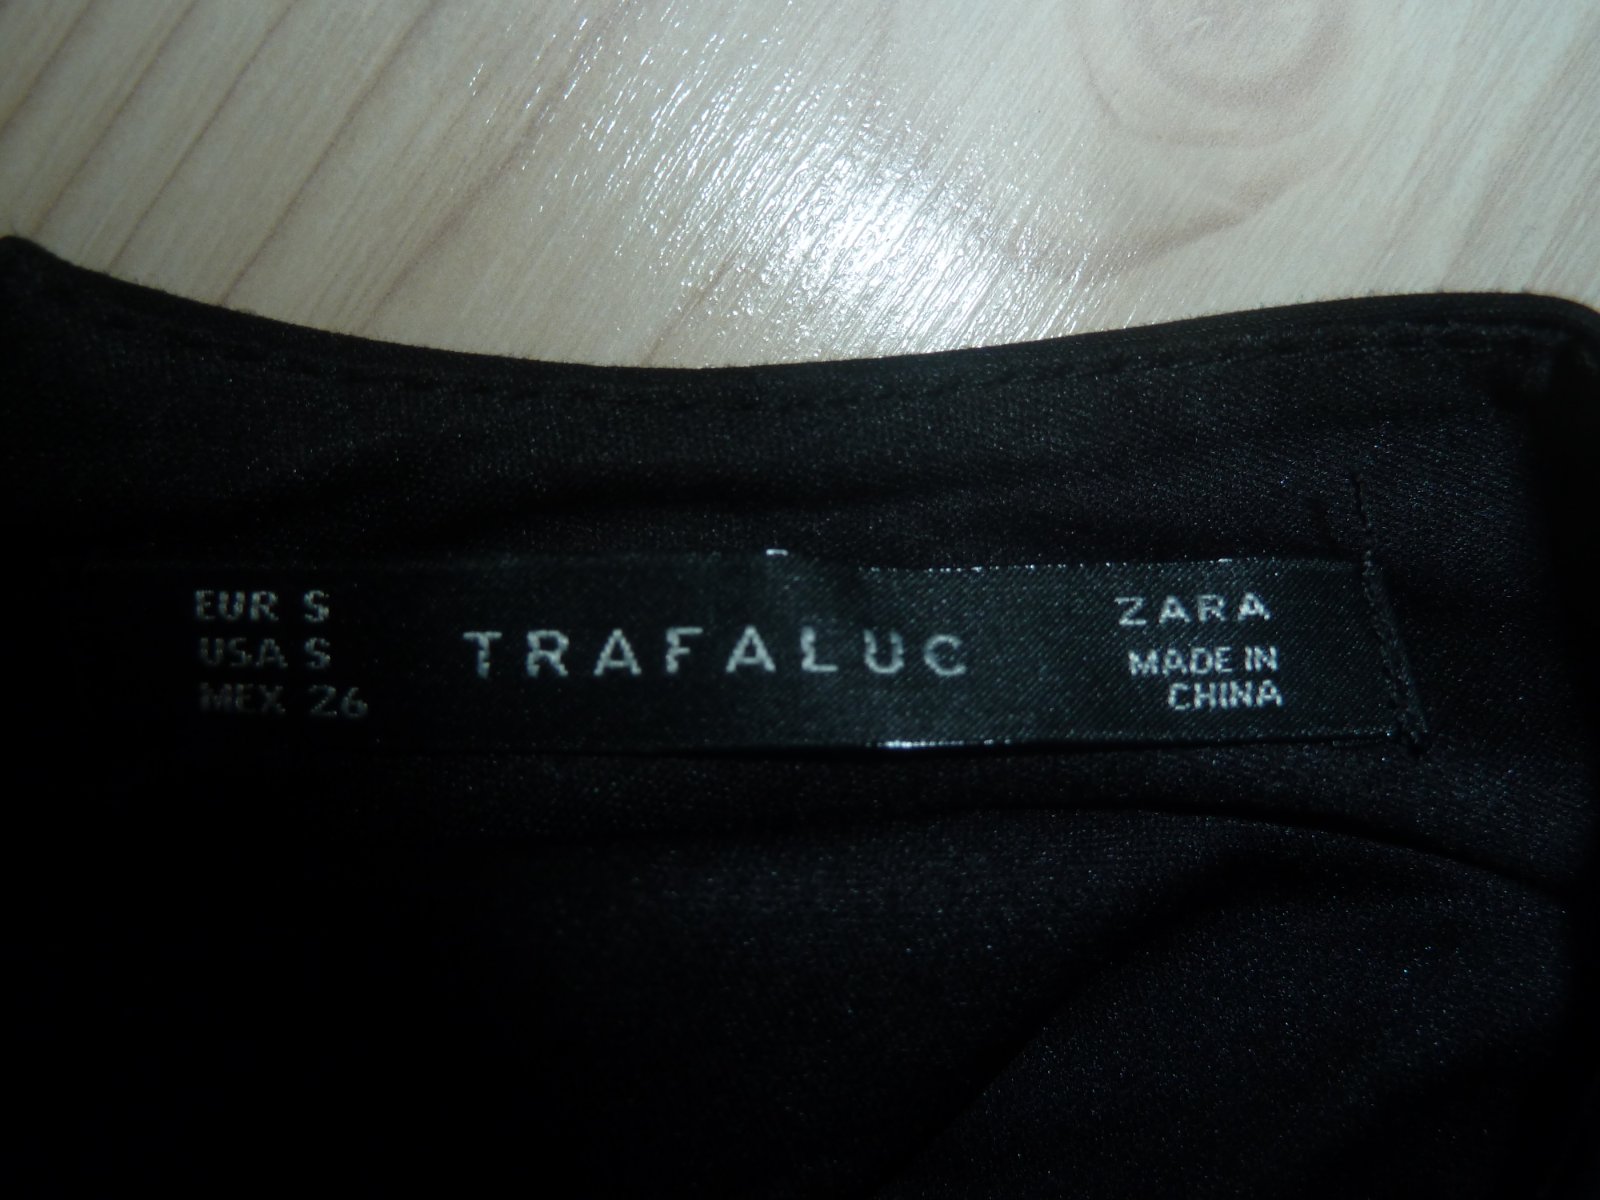 EUR S
USA S
MEX 26
TRAFALUC
ZARA
MADE IN
CHINA